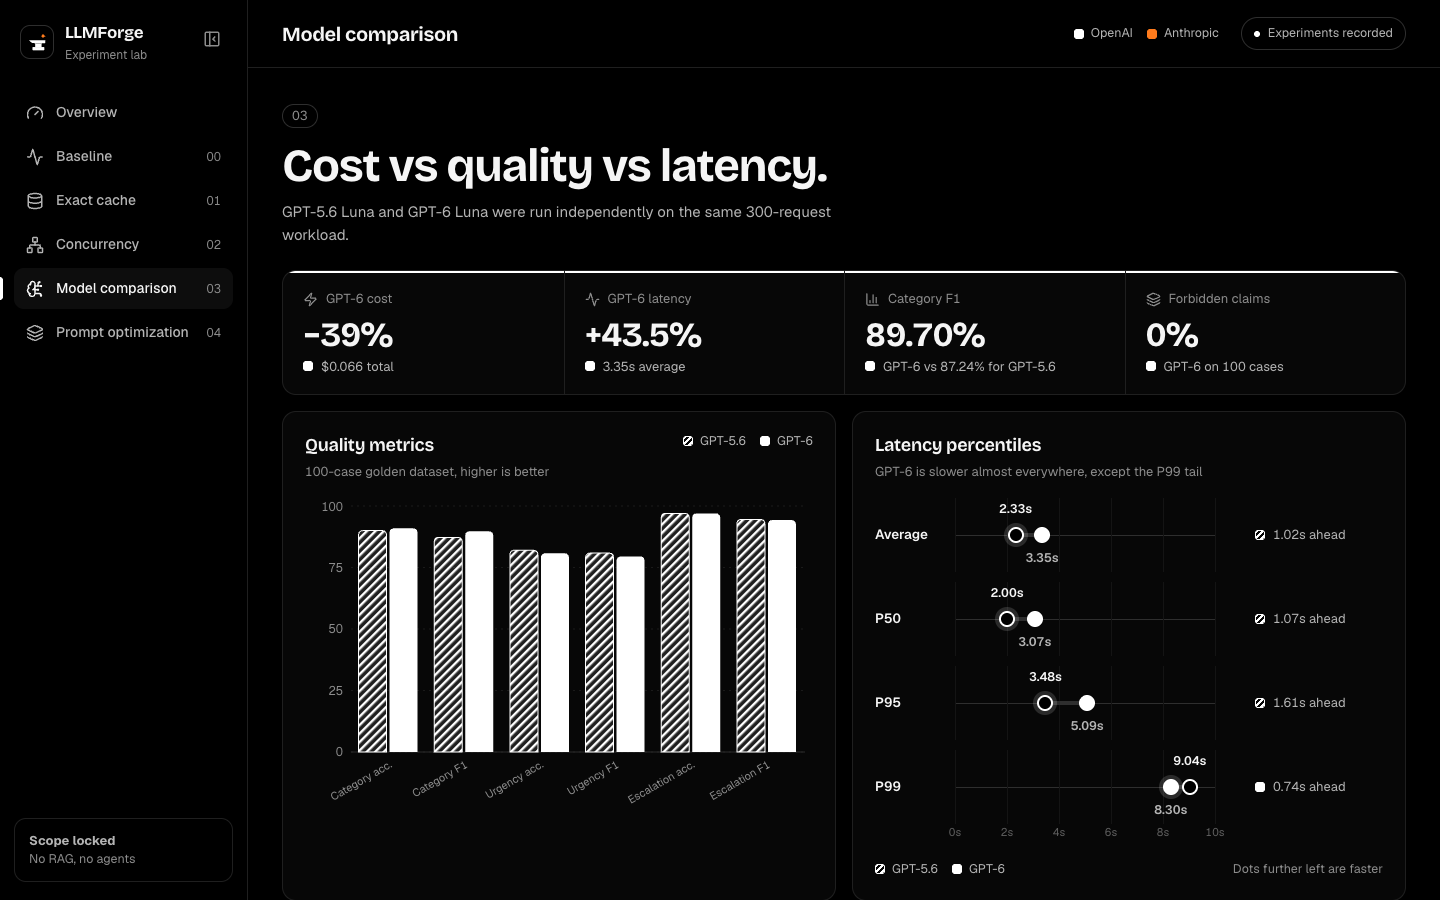 LLMForge
Experiment lab
Overview
Baseline 00
Exact cache 01
Concurrency 02
Model comparison 03
Prompt optimization 04
Scope locked
No RAG, no agents
Model comparison
OpenAI Anthropic Experiments recorded
03
Cost vs quality vs latency.
GPT-5.6 Luna and GPT-6 Luna were run independently on the same 300-request
workload.
GPT-6 cost
−39%
$0.066 total
GPT-6 latency
+43.5%
3.35s average
Category F1
89.70%
GPT-6 vs 87.24% for GPT-5.6
Forbidden claims
0%
GPT-6 on 100 cases
Quality metrics
GPT-5.6 GPT-6
100-case golden dataset, higher is better
100
75
50
25
0
Category acc. Category F1 Urgency acc. Urgency F1 Escalation acc. Escalation F1
Latency percentiles
GPT-6 is slower almost everywhere, except the P99 tail
2.33s
Average 1.02s ahead
3.35s
2.00s
P50 1.07s ahead
3.07s
3.48s
P95 1.61s ahead
5.09s
9.04s
P99 0.74s ahead
8.30s
0s 2s 4s 6s 8s 10s
GPT-5.6 GPT-6 Dots further left are faster